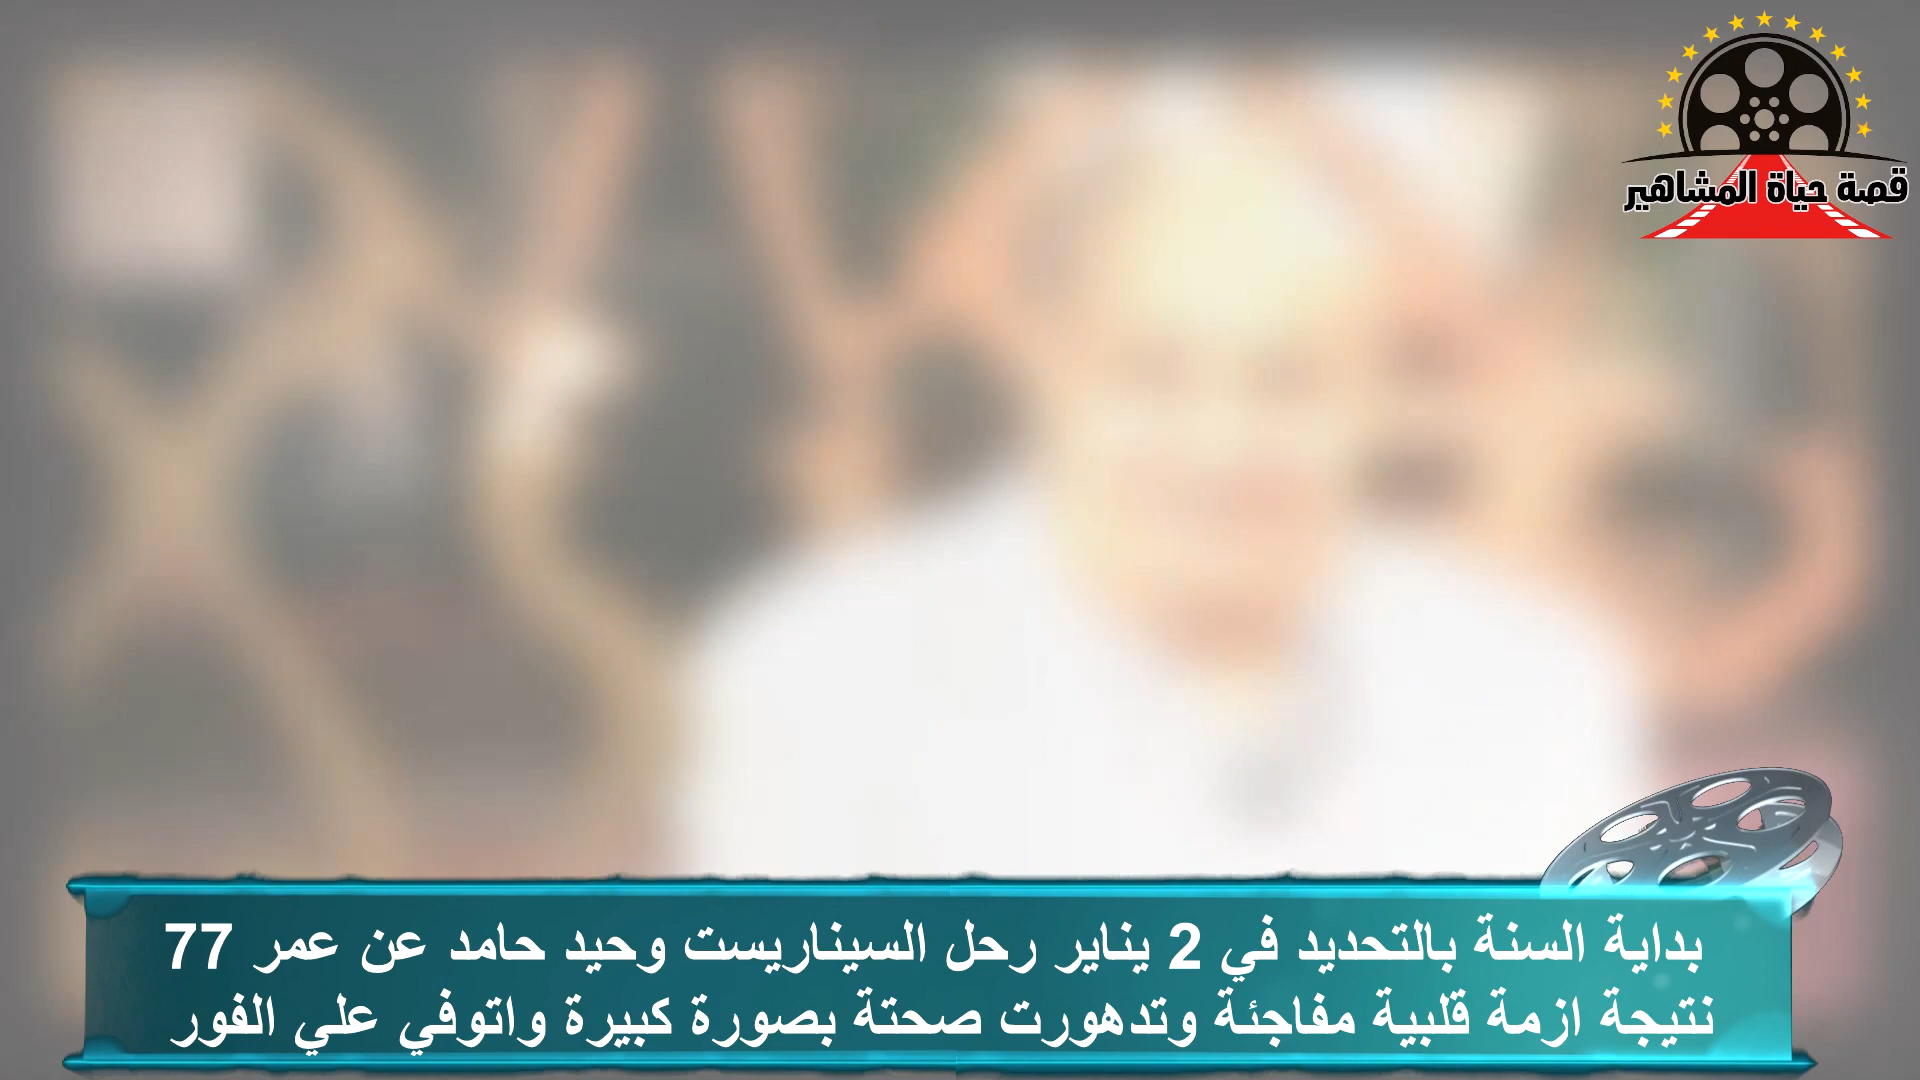 قصة حياة المشاهير
بداية السنة بالتحديد في 2 يناير رحل السيناريست وحيد حامد عن عمر 77
نتيجة ازمة قلبية مفاجئة وتدهورت صحتة بصورة كبيرة واتوفي علي الفور